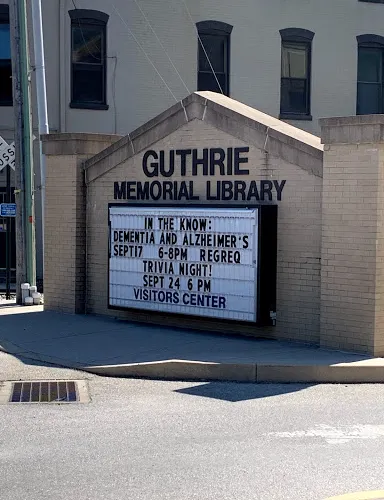 GUTHRIE
MEMORIAL LIBRARY
IN THE KNOW:
DEMENTIA AND ALZHEIMER'S
SEPT17 6-8PM REGREQ
TRIVIA NIGHT!
SEPT 24 6 PM
VISITORS CENTER